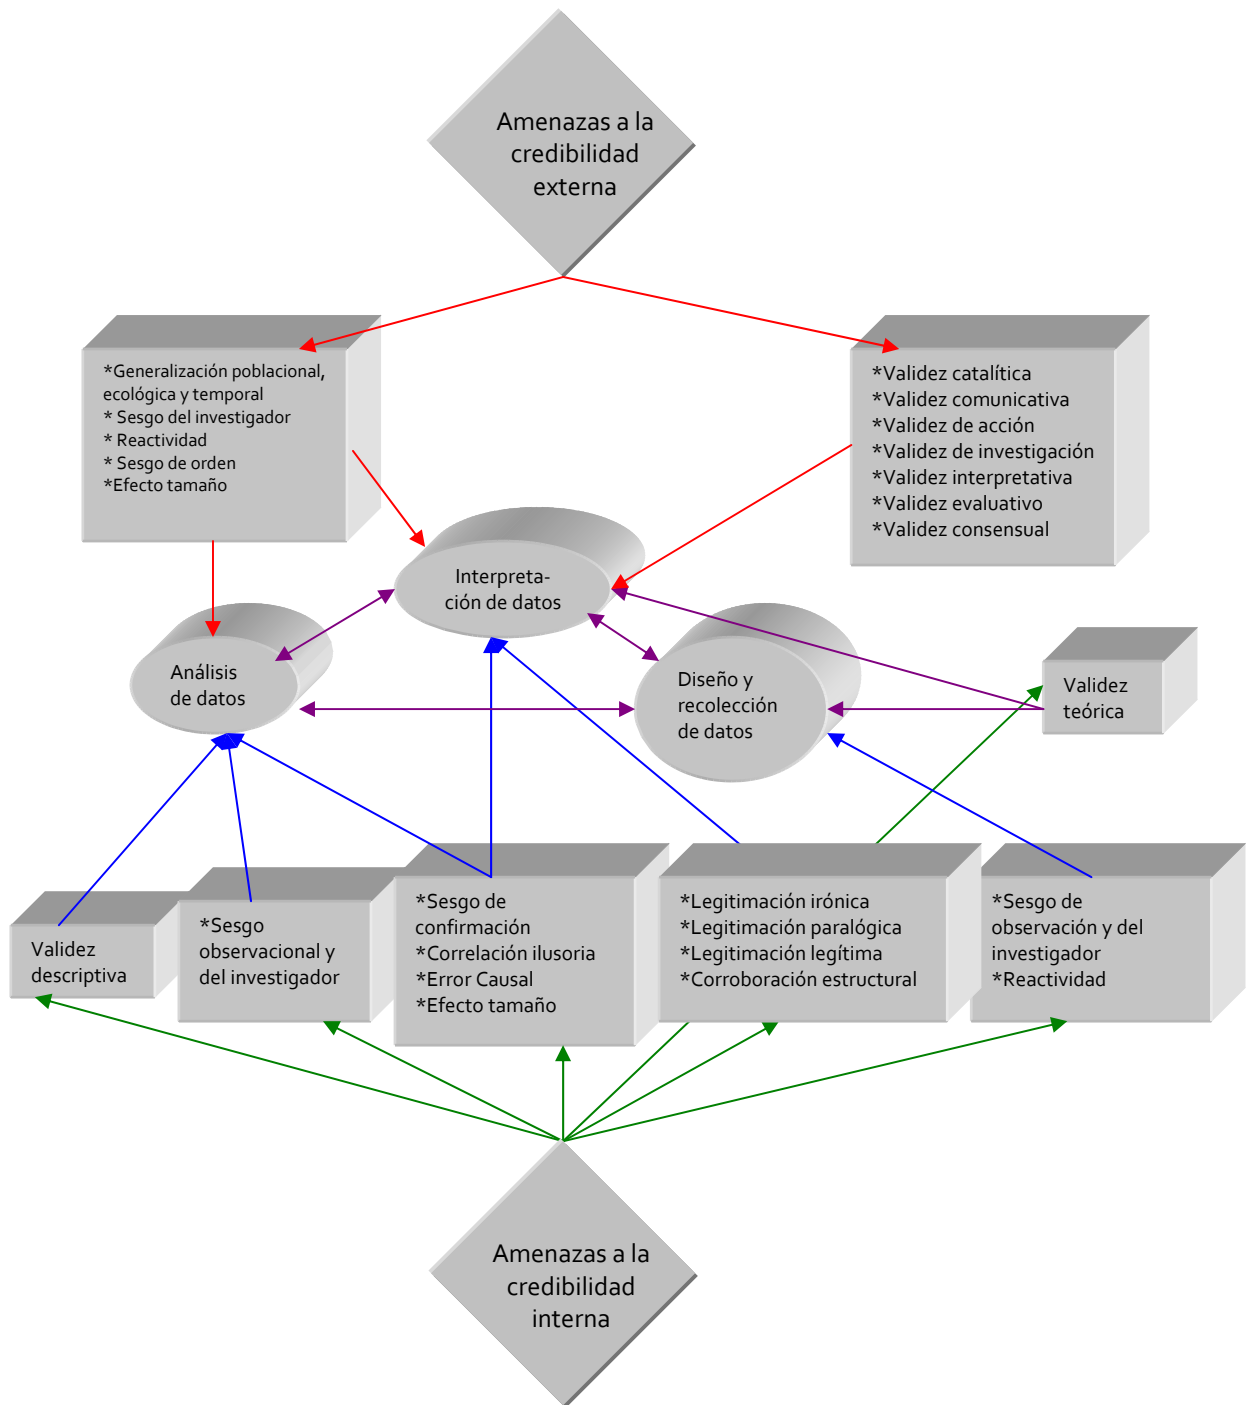 Amenazas a la
credibilidad
externa
*Generalización poblacional,
ecológica y temporal
* Sesgo del investigador
* Reactividad
* Sesgo de orden
*Efecto tamaño
*Validez catalítica
*Validez comunicativa
*Validez de acción
*Validez de investigación
*Validez interpretativa
*Validez evaluativo
*Validez consensual
Interpreta-
ción de datos
Análisis
de datos
Diseño y
recolección
de datos
Validez
teórica
Validez
descriptiva
*Sesgo
observacional y
del investigador
*Sesgo de
confirmación
*Correlación ilusoria
*Error Causal
*Efecto tamaño
*Legitimación irónica
*Legitimación paralógica
*Legitimación legítima
*Corroboración estructural
*Sesgo de
observación y del
investigador
*Reactividad
Amenazas a la
credibilidad
interna